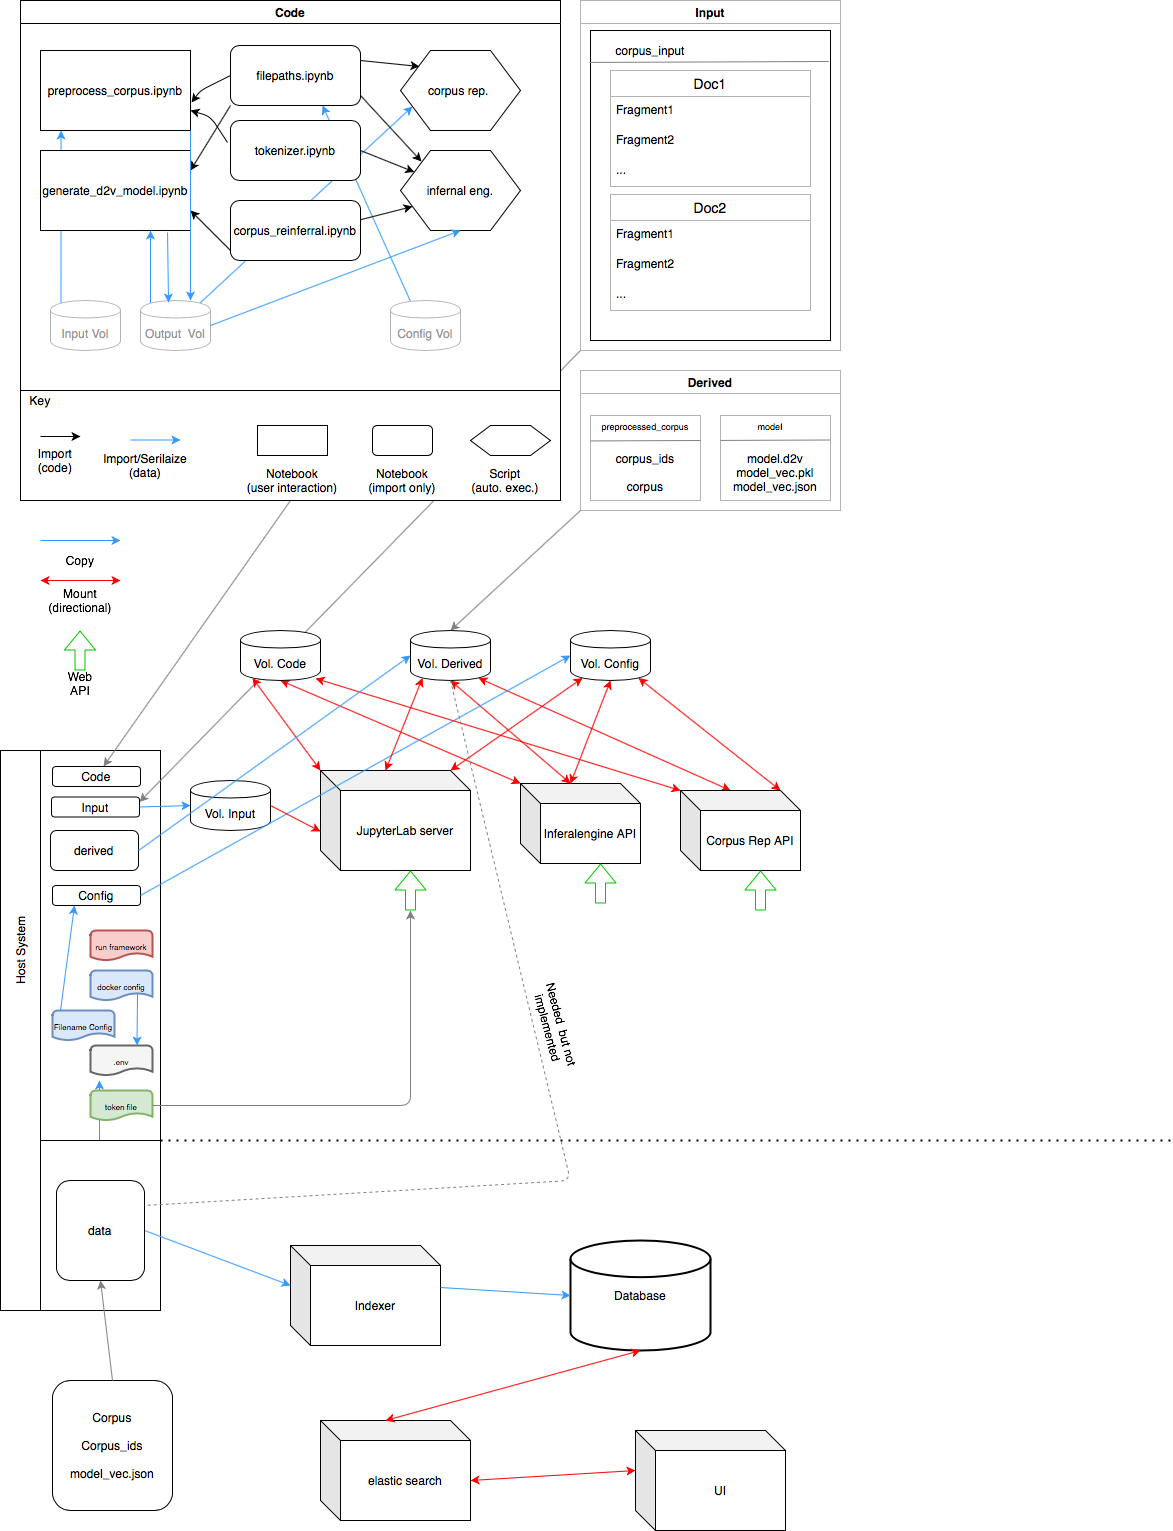 Code
preprocess_corpus.ipynb
filepaths.ipynb
corpus rep.
tokenizer.ipynb
generate_d2v_model.ipynb
infernal eng.
corpus_reinferral.ipynb
Input Vol
Output  Vol
Config Vol
Key
Import
(code)
Import/Serilaize
(data)
Notebook
(user interaction)
Notebook
(import only)
Script
(auto. exec.)
Input
corpus_input
Doc1
Fragment1
Fragment2
...
Doc2
Fragment1
Fragment2
...
Derived
preprocessed_corpus
corpus_ids
corpus
model
model.d2v
model_vec.pkl
model_vec.json
Copy
Mount
(directional)
Web
API
Vol. Code
Vol. Derived
Vol. Config
Host System
Code
Input
derived
Config
Vol. Input
JupyterLab server
Inferalengine API
Corpus Rep API
run framework
docker config
Filename Config
.env
token file
Needed  but not
implemented
data
Indexer
Database
Corpus
Corpus_ids
model_vec.json
elastic search
UI